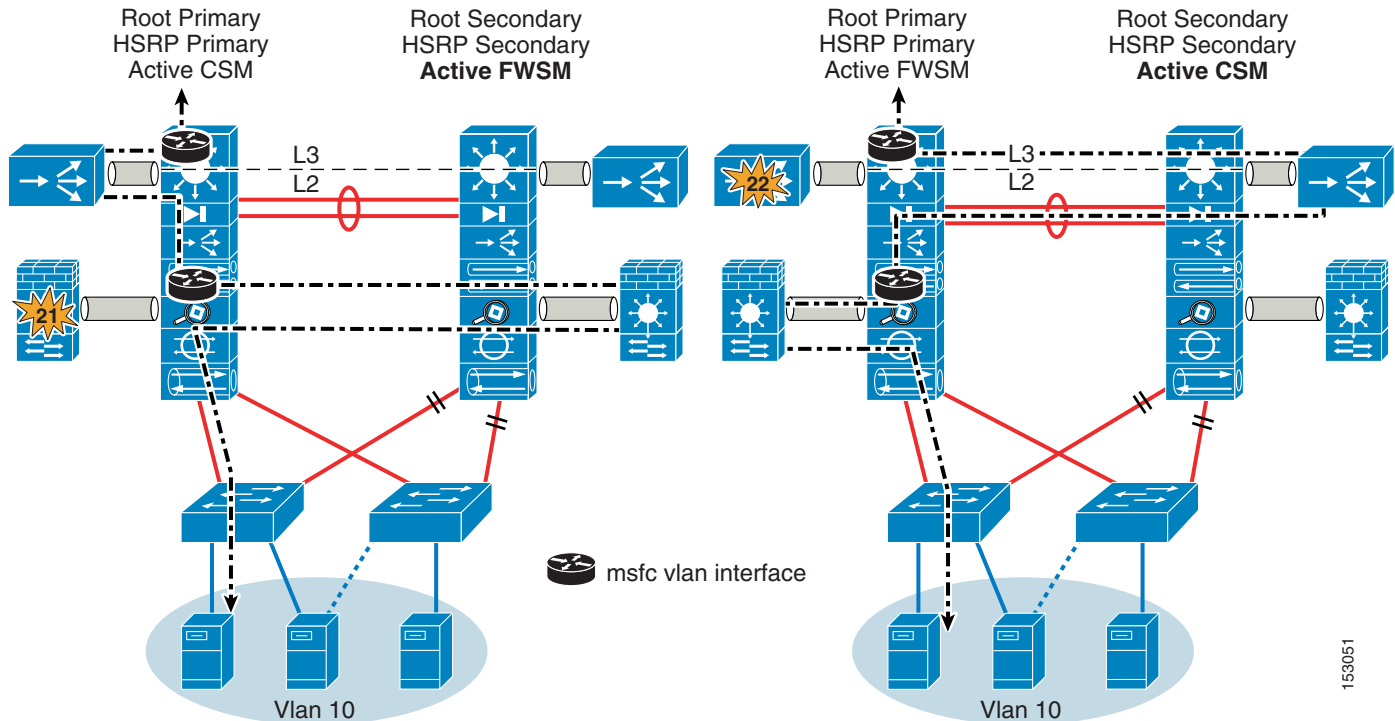 Root Primary
HSRP Primary
Active CSM
Root Secondary
HSRP Secondary
Active FWSM
Root Primary
HSRP Primary
Active FWSM
Root Secondary
HSRP Secondary
Active CSM
L3
L2
L3
L2
22
21
msfc vlan interface
Vlan 10
Vlan 10
153051